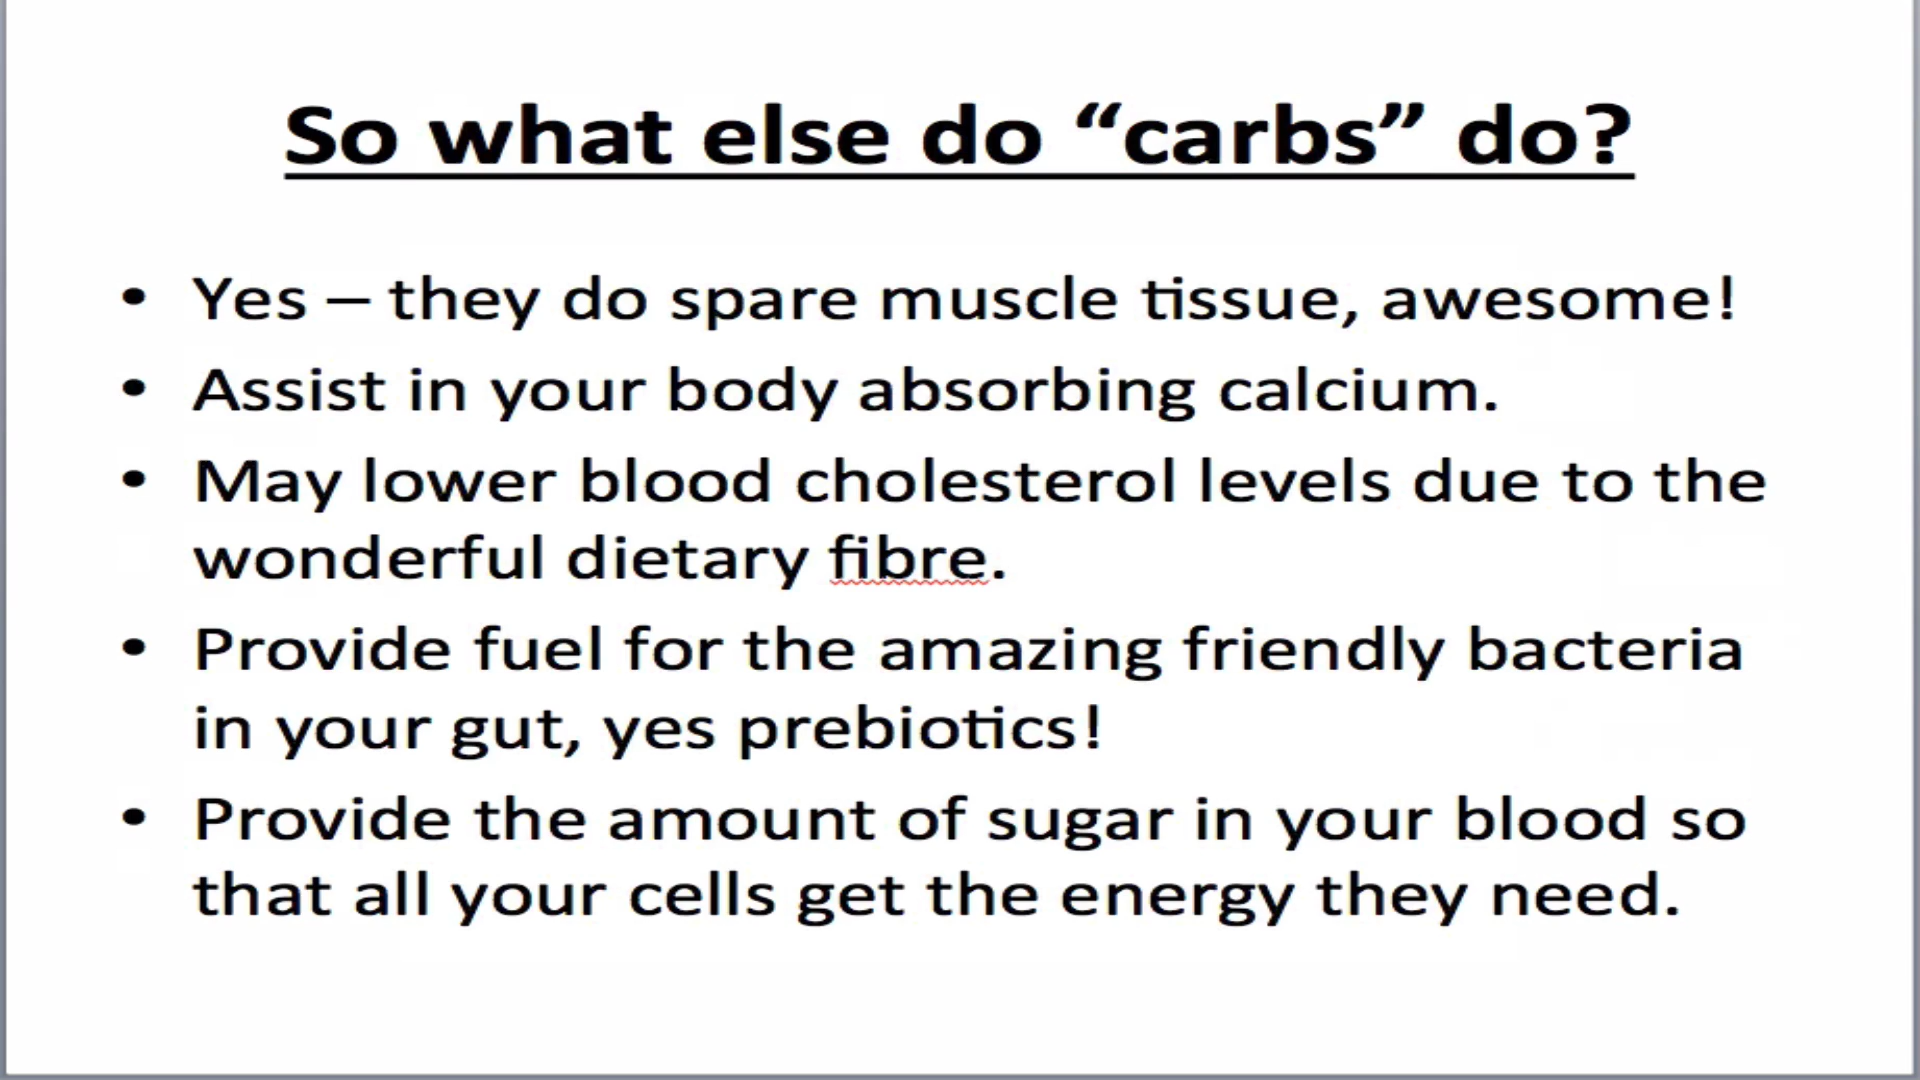 So what else do “carbs” do?
• Yes – they do spare muscle tissue, awesome!
• Assist in your body absorbing calcium.
• May lower blood cholesterol levels due to the
wonderful dietary fibre.
• Provide fuel for the amazing friendly bacteria
in your gut, yes prebiotics!
• Provide the amount of sugar in your blood so
that all your cells get the energy they need.